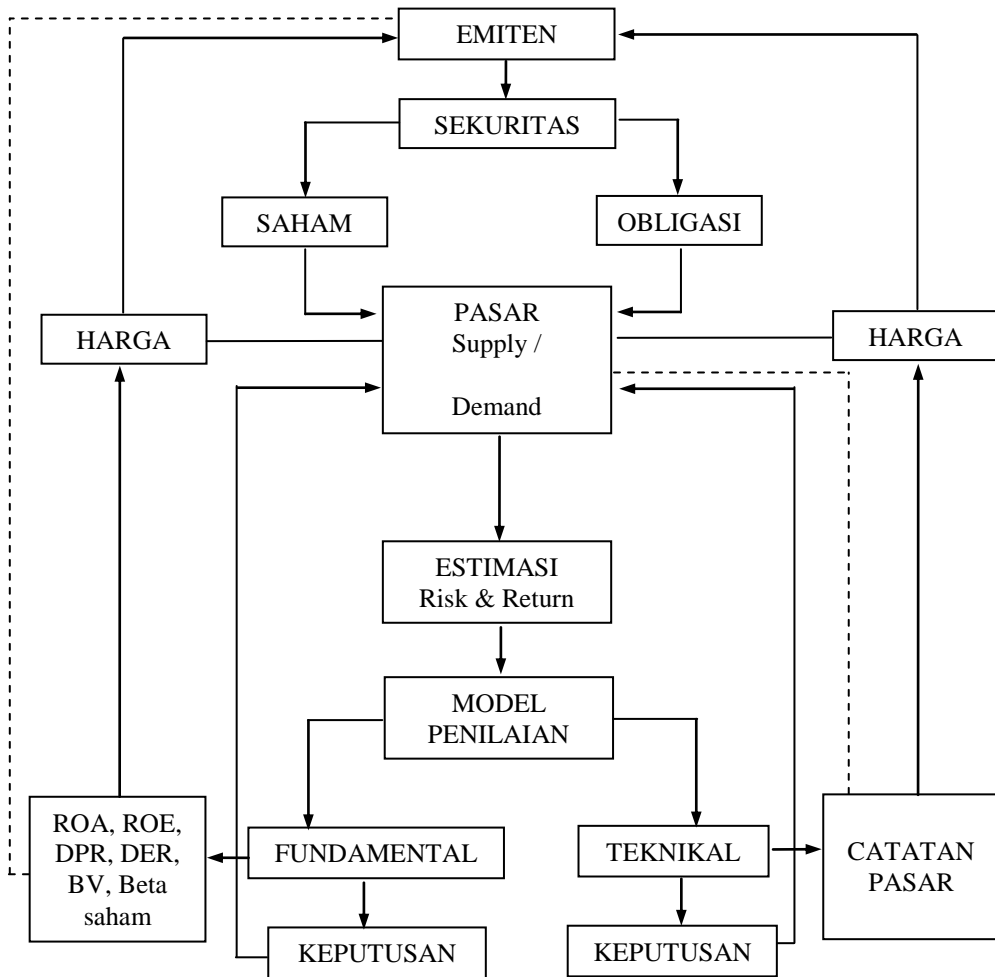 EMITEN
SEKURITAS
SAHAM
OBLIGASI
HARGA
PASAR
Supply /
Demand
HARGA
ESTIMASI
Risk & Return
MODEL
PENILAIAN
ROA, ROE,
DPR, DER,
BV, Beta
saham
FUNDAMENTAL
TEKNIKAL
CATATAN
PASAR
KEPUTUSAN
KEPUTUSAN